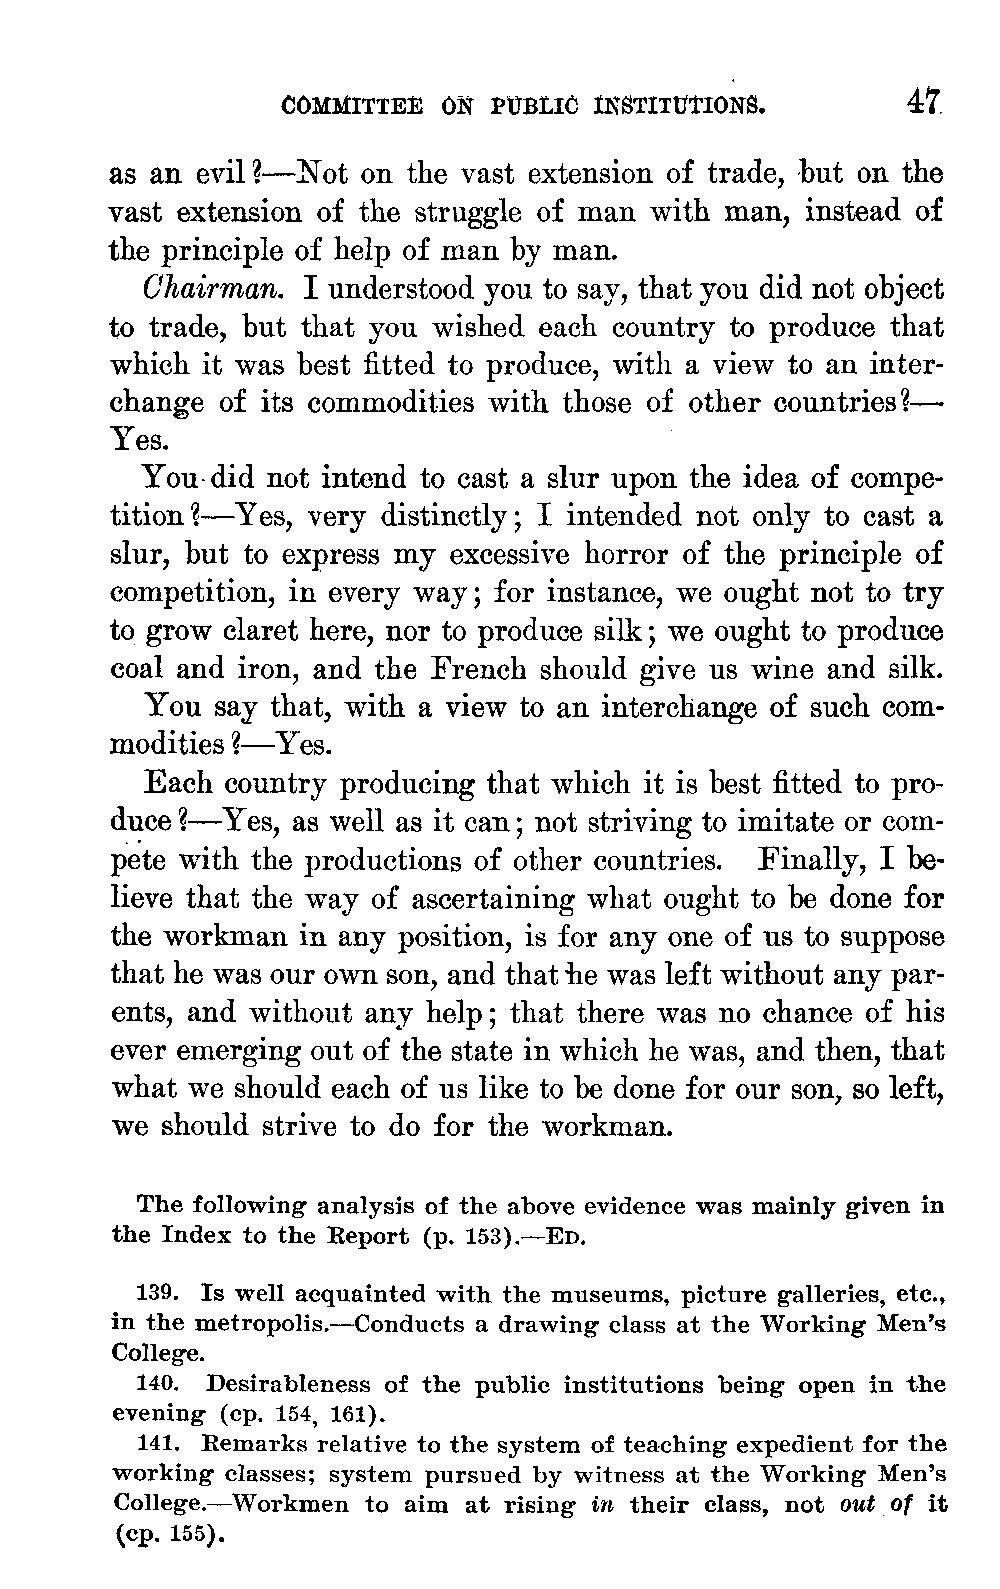 COMMITTEE ON PUBLIC INSTITUTIONS. 47
as an evil?—Not on the vast extension of trade, but on the
vast extension of the struggle of man with man, instead of
the principle of help of man by man.
Chairman. I understood you to say, that you did not object
to trade, but that you wished each country to produce that
which it was best fitted to produce, with a view to an inter-
change of its commodities with those of other countries?—
Yes.
You did not intend to cast a slur upon the idea of compe-
tition?—Yes, very distinctly; I intended not only to cast a
slur, but to express my excessive horror of the principle of
competition, in every way; for instance, we ought not to try
to grow claret here, nor to produce silk; we ought to produce
coal and iron, and the French should give us wine and silk.
You say that, with a view to an interchange of such com-
modities?—Yes.
Each country producing that which it is best fitted to pro-
duce?—Yes, as well as it can; not striving to imitate or com-
pete with the productions of other countries. Finally, I be-
lieve that the way of ascertaining what ought to be done for
the workman in any position, is for any one of us to suppose
that he was our own son, and that he was left without any par-
ents, and without any help; that there was no chance of his
ever emerging out of the state in which he was, and then, that
what we should each of us like to be done for our son, so left,
we should strive to do for the workman.
The following analysis of the above evidence was mainly given in
the Index to the Report (p. 153).—ED.
139. Is well acquainted with the museums, picture galleries, etc.,
in the metropolis.—Conducts a drawing class at the Working Men's
College.
140. Desirableness of the public institutions being open in the
evening (cp. 154, 161).
141. Remarks relative to the system of teaching expedient for the
working classes; system pursued by witness at the Working Men's
College.—Workmen to aim at rising in their class, not out of it
(cp. 155).